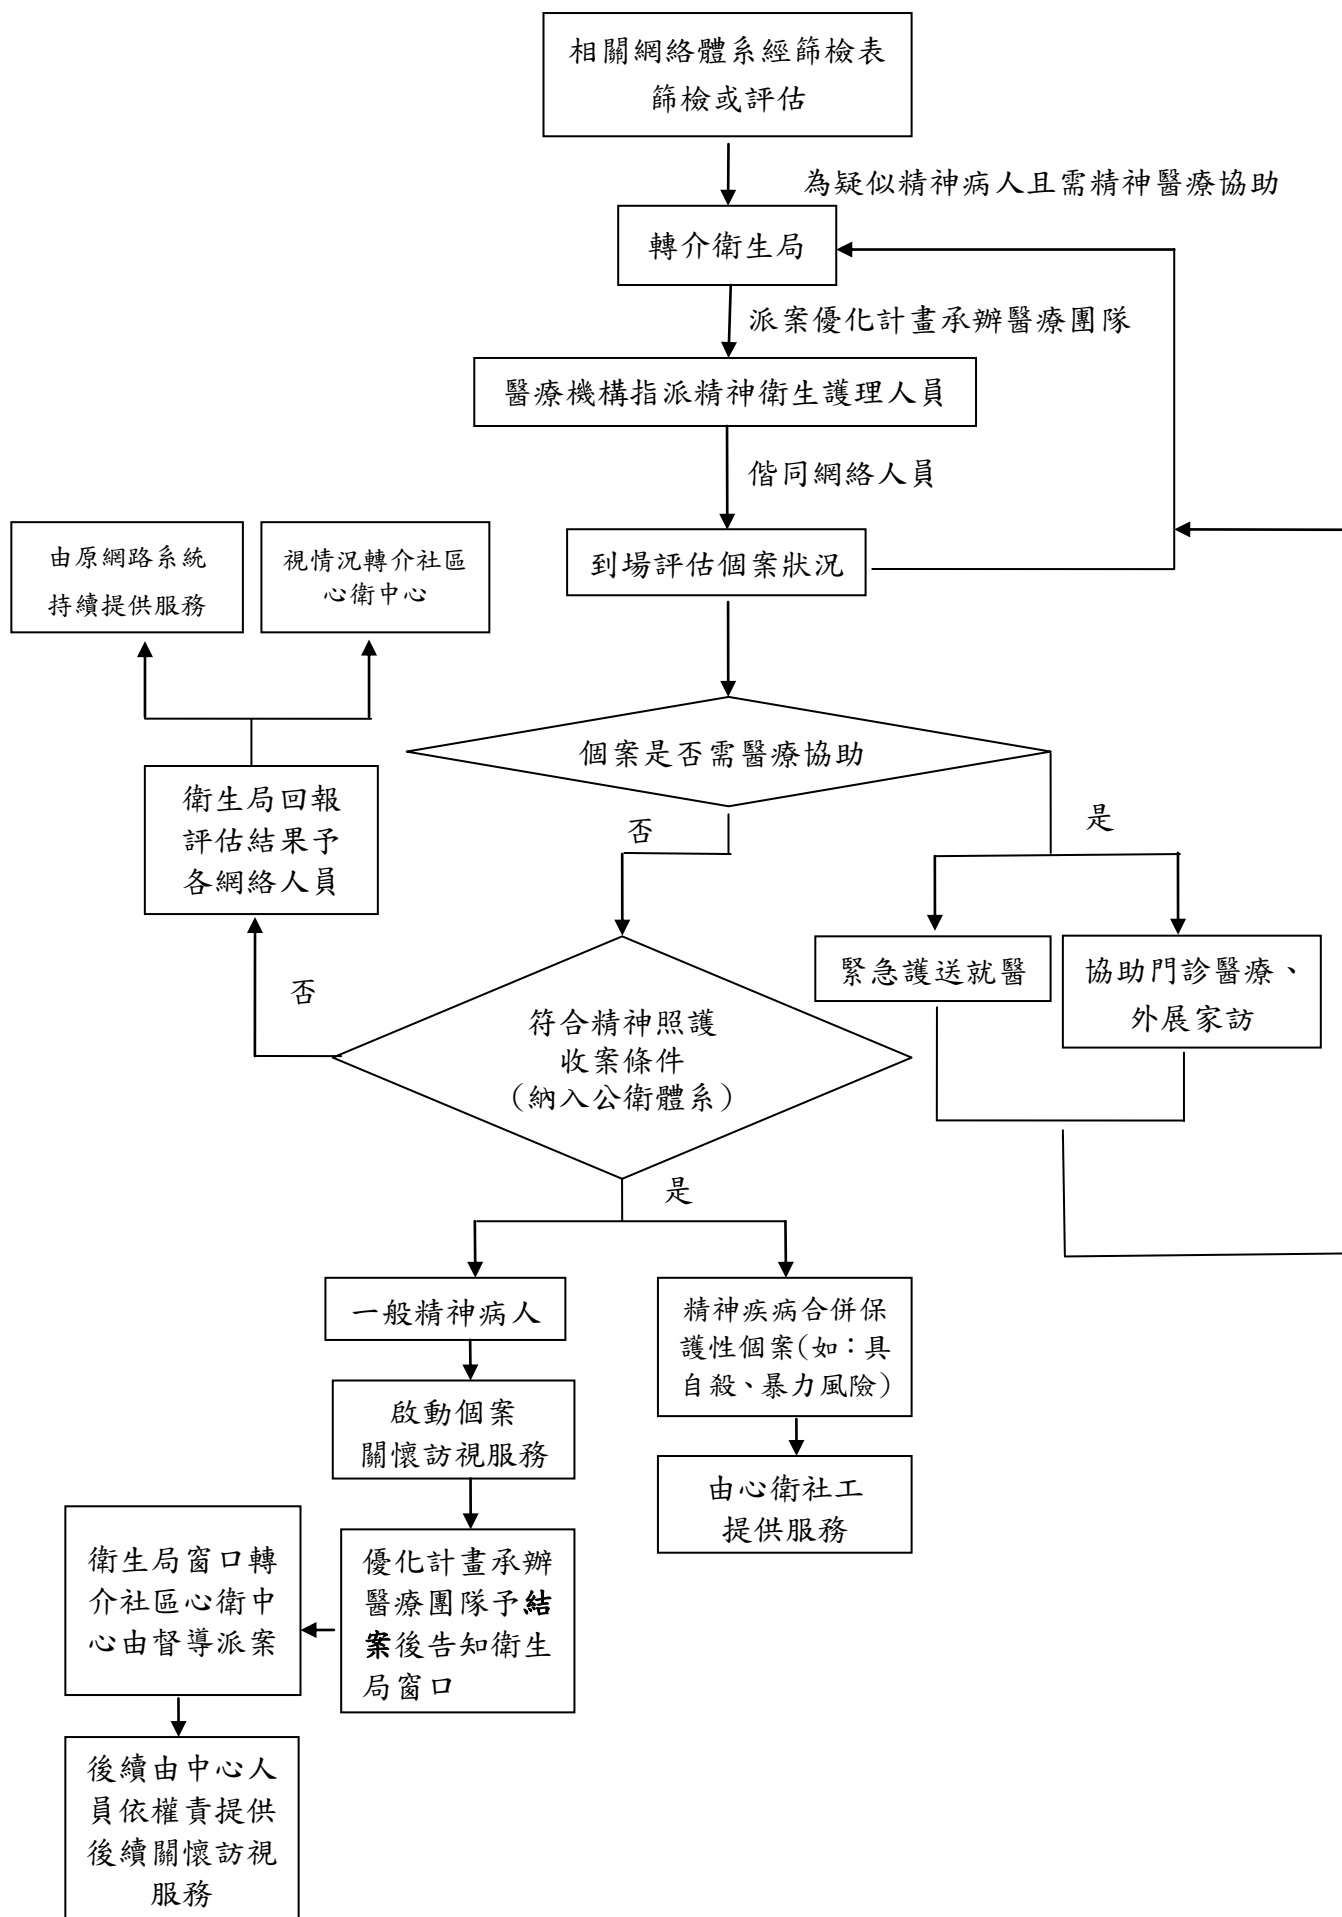 相關網絡體系經篩檢表
篩檢或評估
為疑似精神病人且需精神醫療協助
轉介衛生局
派案優化計畫承辦醫療團隊
醫療機構指派精神衛生護理人員
偕同網絡人員
到場評估個案狀況
由原網路系統
持續提供服務
視情況轉介社區
心衛中心
個案是否需醫療協助
衛生局回報
評估結果予
各網絡人員
否
是
緊急護送就醫
協助門診醫療、
外展家訪
否
符合精神照護
收案條件
（納入公衛體系）
是
一般精神病人
精神疾病合併保
護性個案(如：具
自殺、暴力風險)
啟動個案
關懷訪視服務
由心衛社工
提供服務
衛生局窗口轉
介社區心衛中
心由督導派案
優化計畫承辦
醫療團隊予結
案後告知衛生
局窗口
後續由中心人
員依權責提供
後續關懷訪視
服務